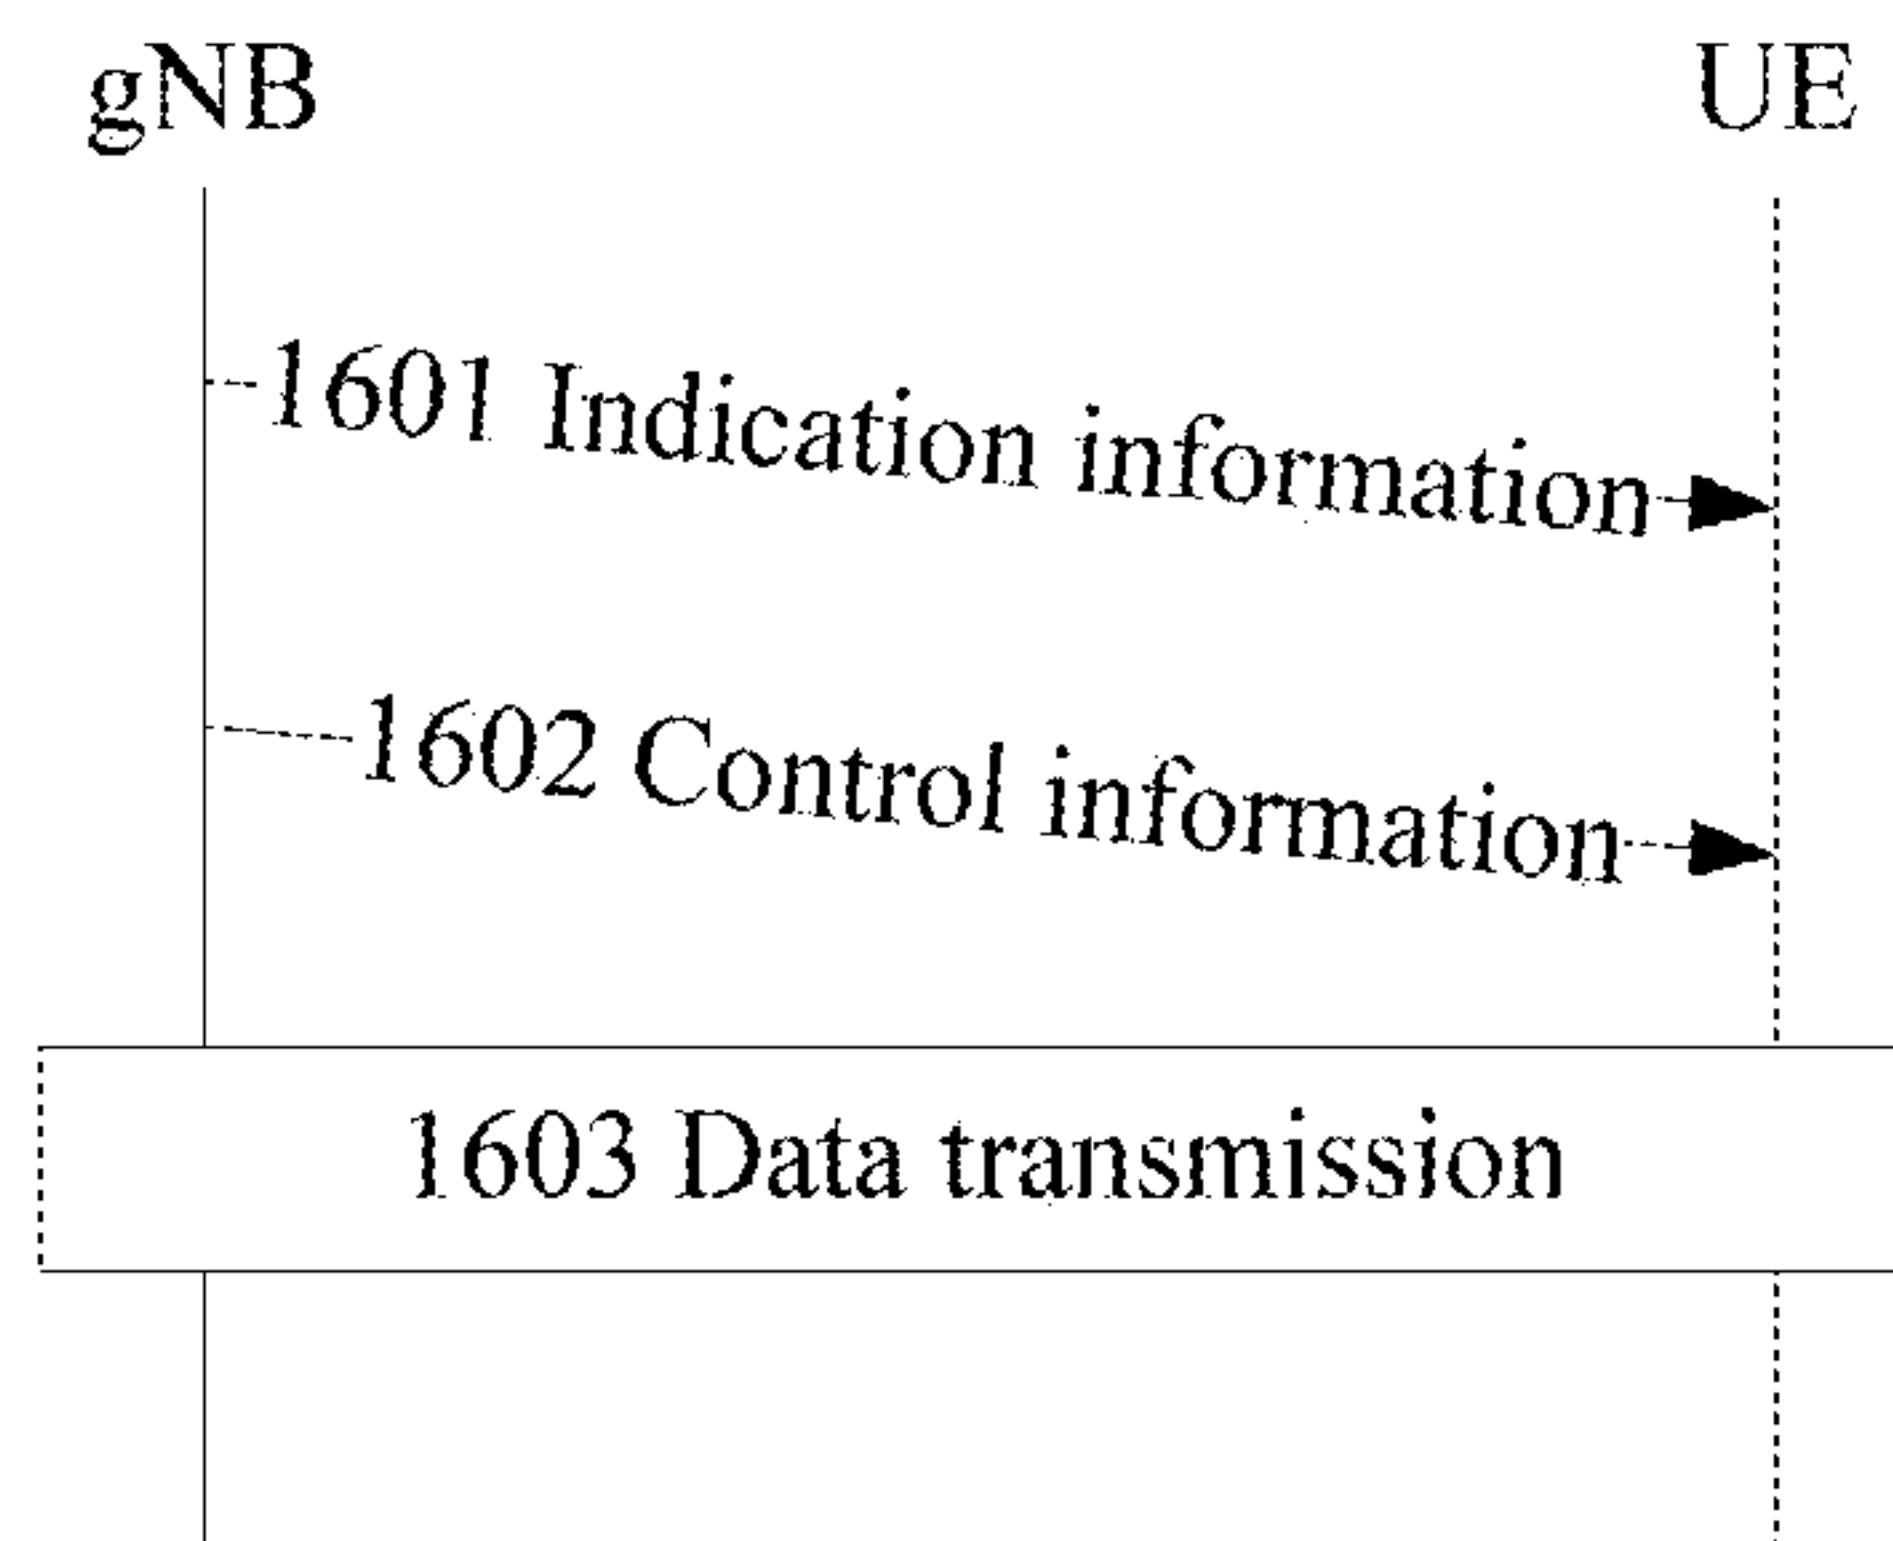 gNB UE
1601 Indication information
1602 Control information
1603 Data transmission